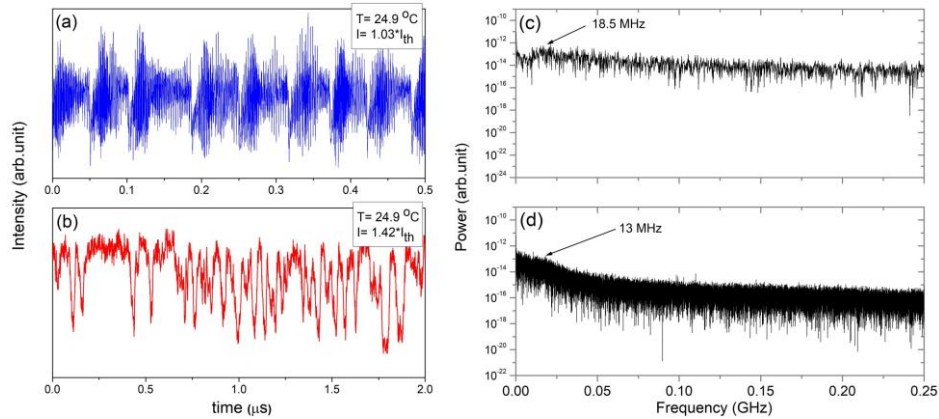 (a)
T= 24.9 °C
I= 1.03*Ith
0.0 0.1 0.2 0.3 0.4 0.5
Intensity (arb.unit)
(b)
T= 24.9 °C
I= 1.42*Ith
0.0 0.5 1.0 1.5 2.0
time (μs)
(c)
18.5 MHz
10^-10
10^-12
10^-14
10^-16
10^-18
10^-20
10^-22
10^-24
Power (arb.unit)
(d)
13 MHz
10^-10
10^-12
10^-14
10^-16
10^-18
10^-20
10^-22
0.00 0.05 0.10 0.15 0.20 0.25
Frequency (GHz)